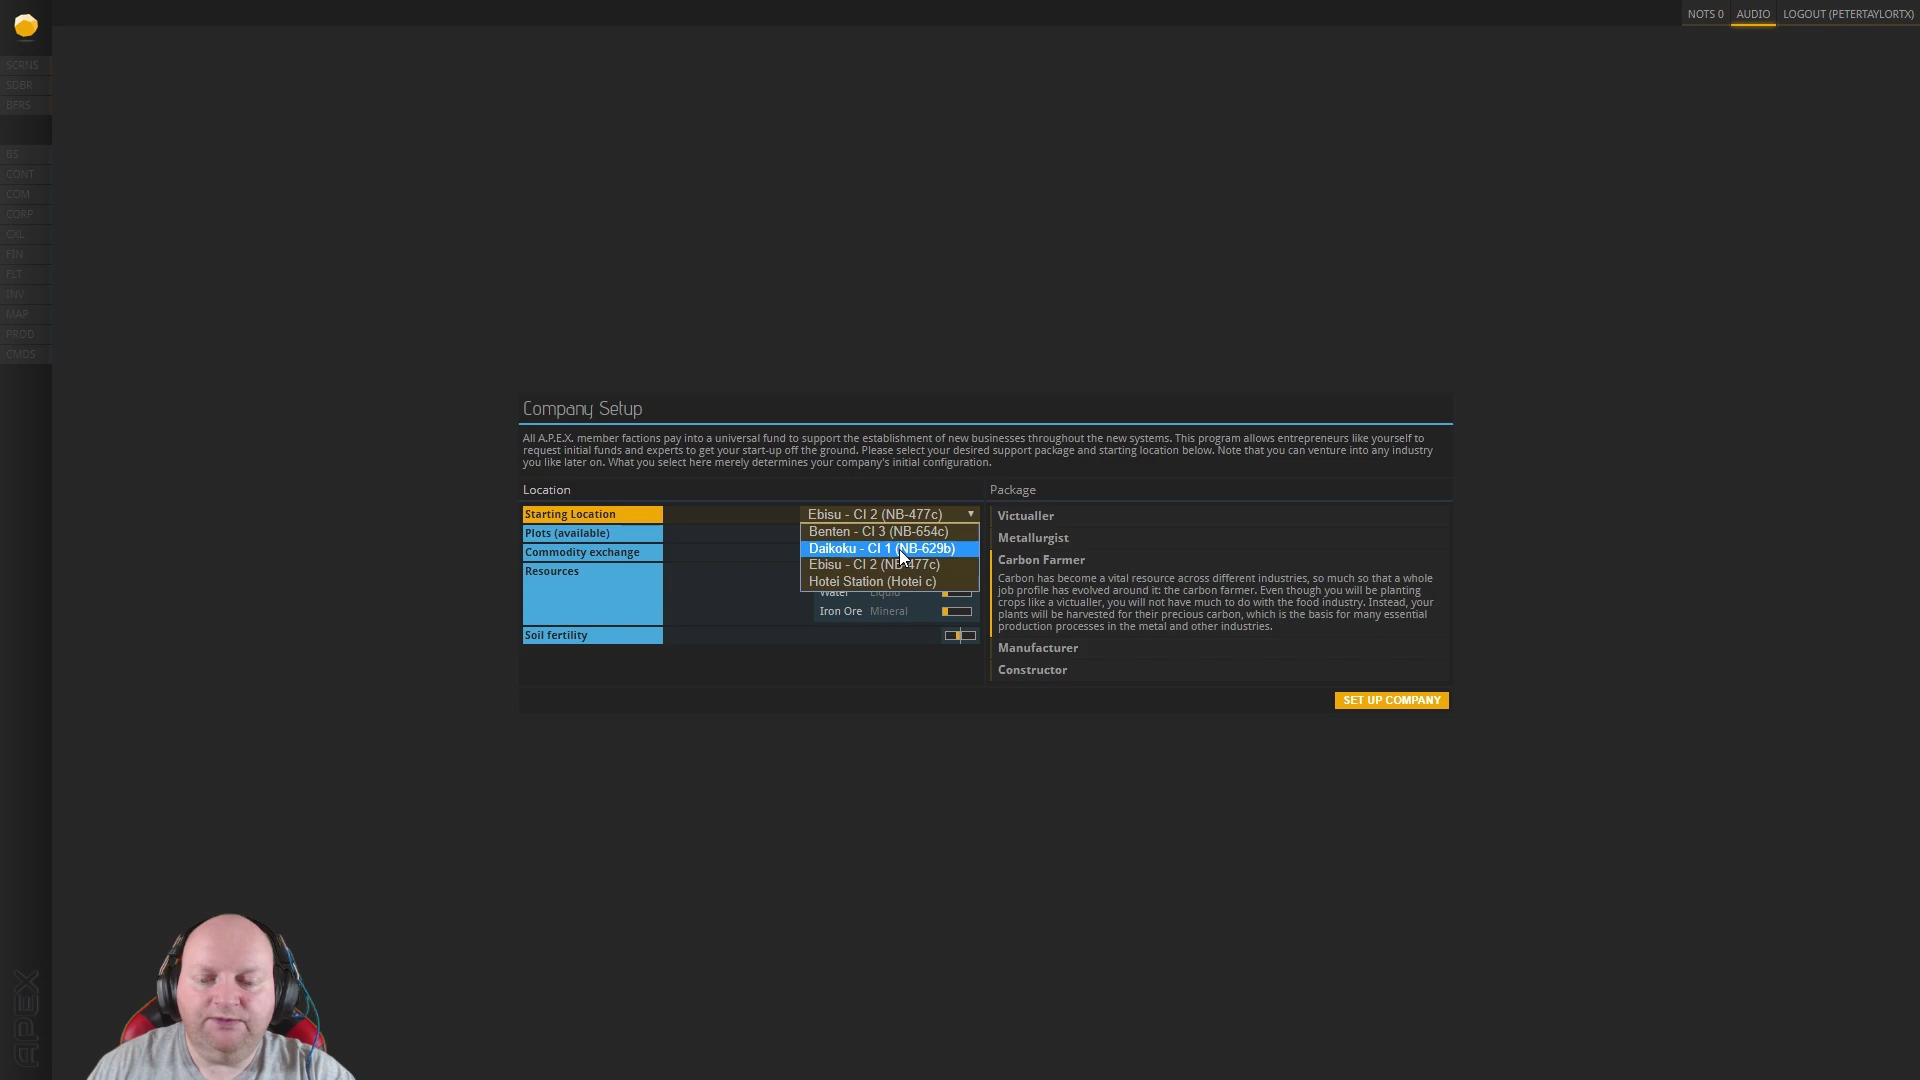 NOTS 0
AUDIO
LOGOUT (PETERTAYLORTX)
SCRNS
SDBR
BFRS
BS
CONT
COM
CORP
CXL
FIN
FLT
INV
MAP
PROD
CMDS
Company Setup
All A.P.E.X. member factions pay into a universal fund to support the establishment of new businesses throughout the new systems. This program allows entrepreneurs like yourself to
request initial funds and experts to get your start-up off the ground. Please select your desired support package and starting location below. Note that you can venture into any industry
you like later on. What you select here merely determines your company's initial configuration.
Location
Starting Location
Ebisu - CI 2 (NB-477c)
Plots (available)
Benten - CI 3 (NB-654c)
Commodity exchange
Daikoku - CI 1 (NB-629b)
Ebisu - CI 2 (NB-477c)
Resources
Hotei Station (Hotei c)
Water Liquid
Iron Ore Mineral
Soil fertility
Package
Victualler
Metallurgist
Carbon Farmer
Carbon has become a vital resource across different industries, so much so that a whole
job profile has evolved around it: the carbon farmer. Even though you will be planting
crops like a victualler, you will not have much to do with the food industry. Instead, your
plants will be harvested for their precious carbon, which is the basis for many essential
production processes in the metal and other industries.
Manufacturer
Constructor
SET UP COMPANY
APEX